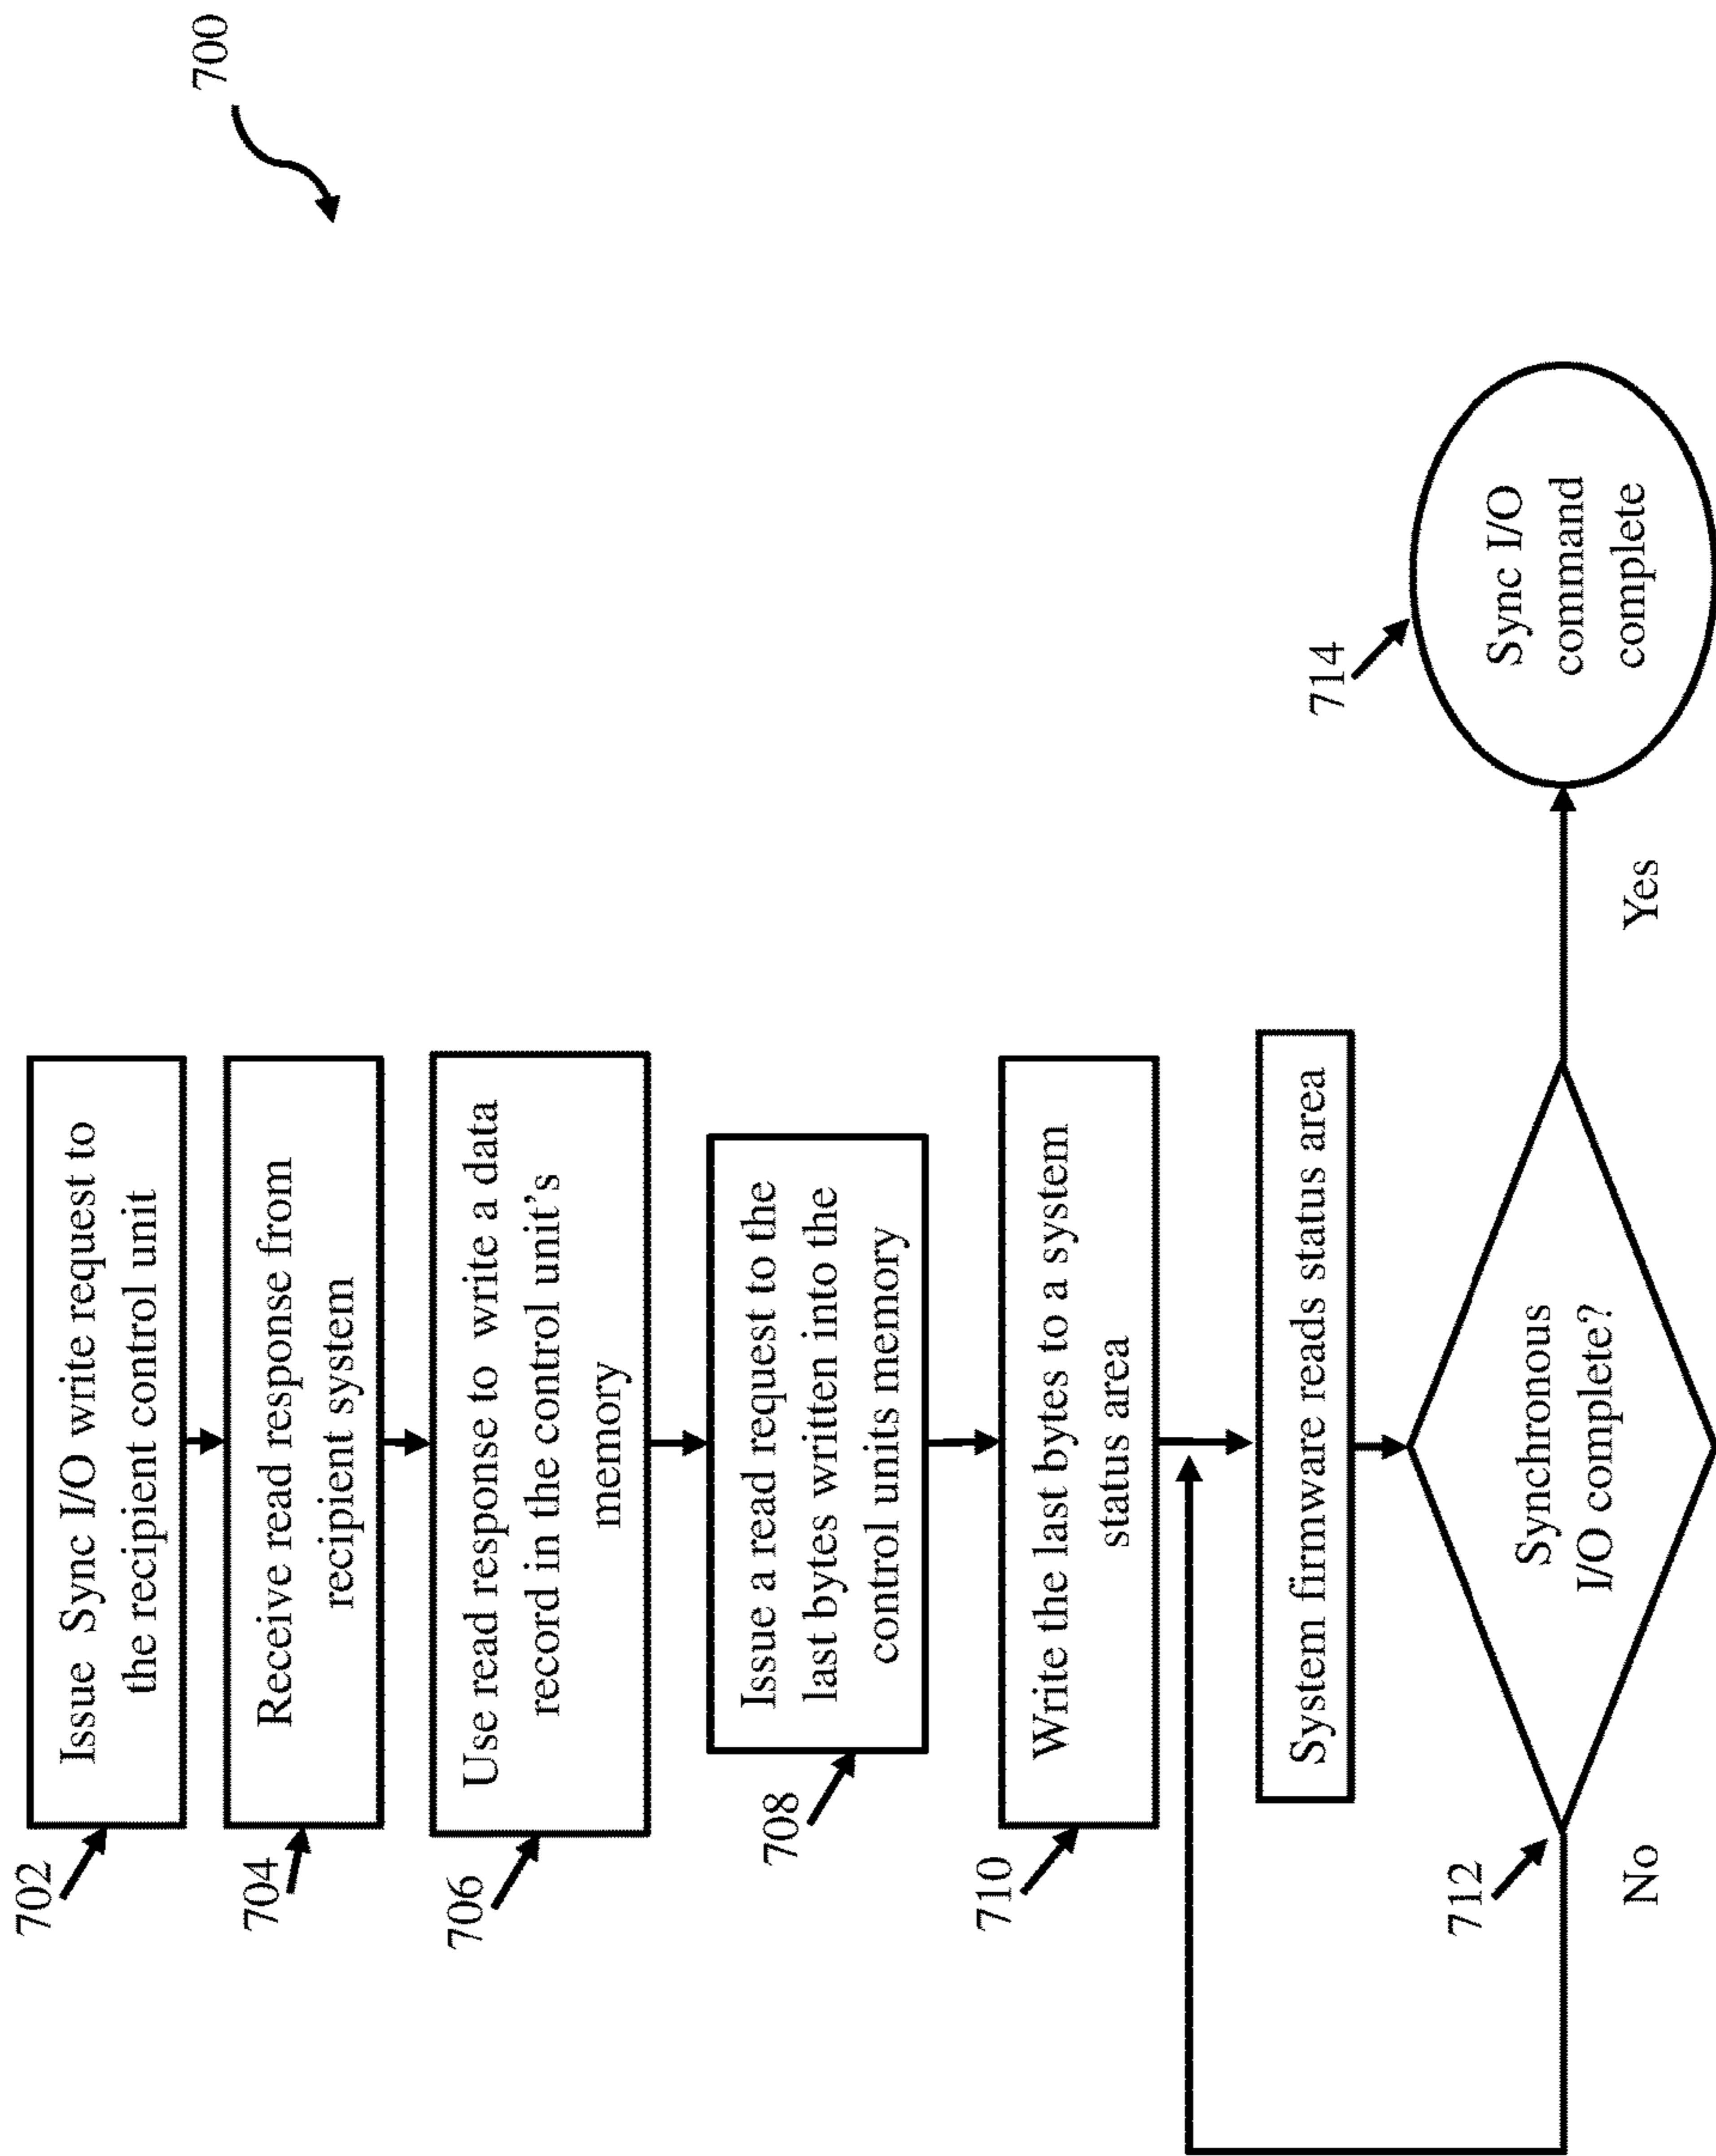 700
702
Issue Sync I/O write request to
the recipient control unit
704
Receive read response from
recipient system
706
Use read response to write a data
record in the control unit's
memory
708
Issue a read request to the
last bytes written into the
control units memory
710
Write the last bytes to a system
status area
System firmware reads status area
712
Synchronous
I/O complete?
No
Yes
714
Sync I/O
command
complete